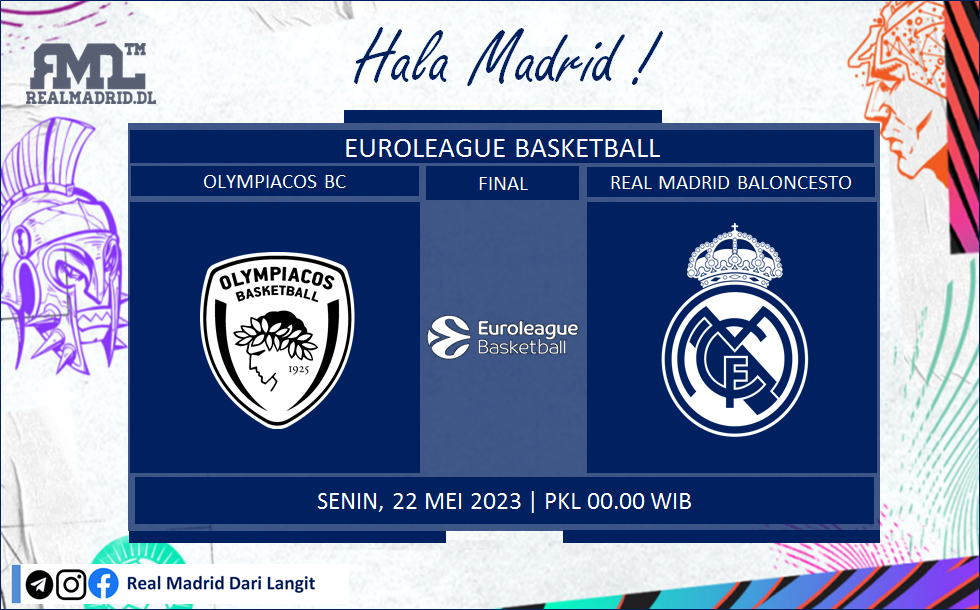 RML™
REALMADRID.DL
Hala Madrid !
EUROLEAGUE BASKETBALL
OLYMPIACOS BC
FINAL
REAL MADRID BALONCESTO
OLYMPIACOS
BASKETBALL
1925
Euroleague
Basketball
SENIN, 22 MEI 2023 | PKL 00.00 WIB
Real Madrid Dari Langit